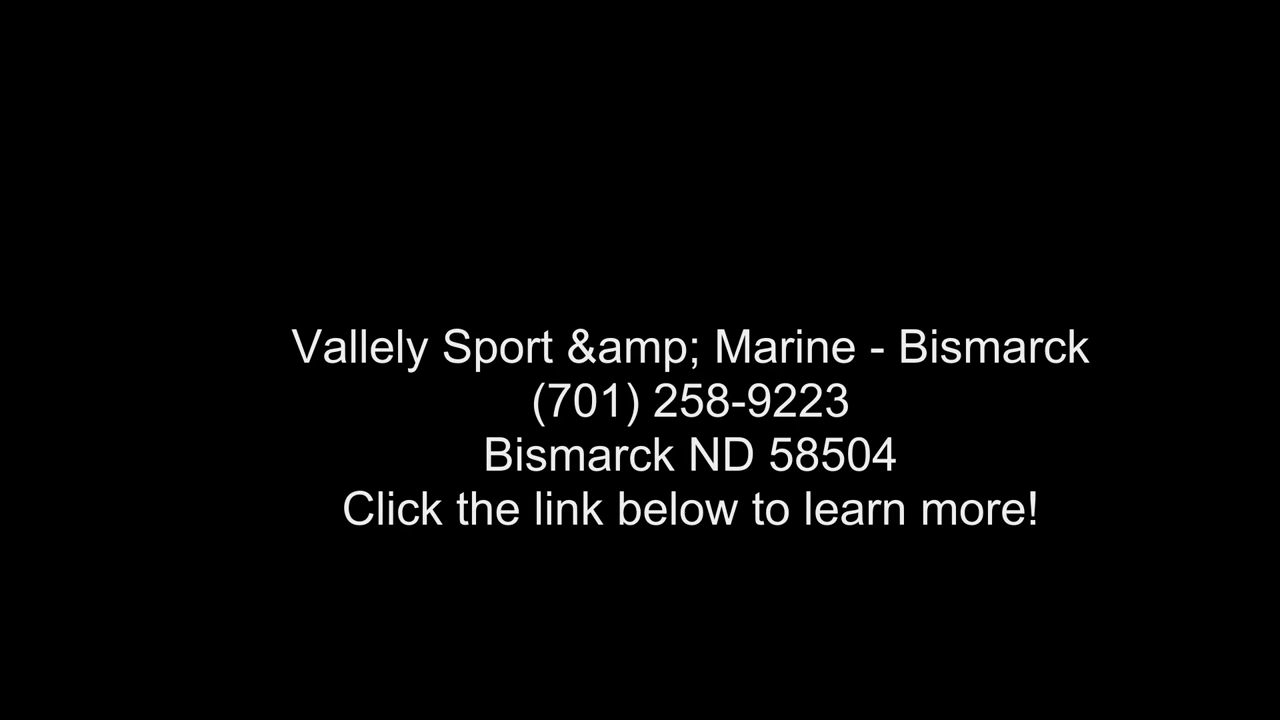 Vallely Sport &amp; Marine - Bismarck
(701) 258-9223
Bismarck ND 58504
Click the link below to learn more!